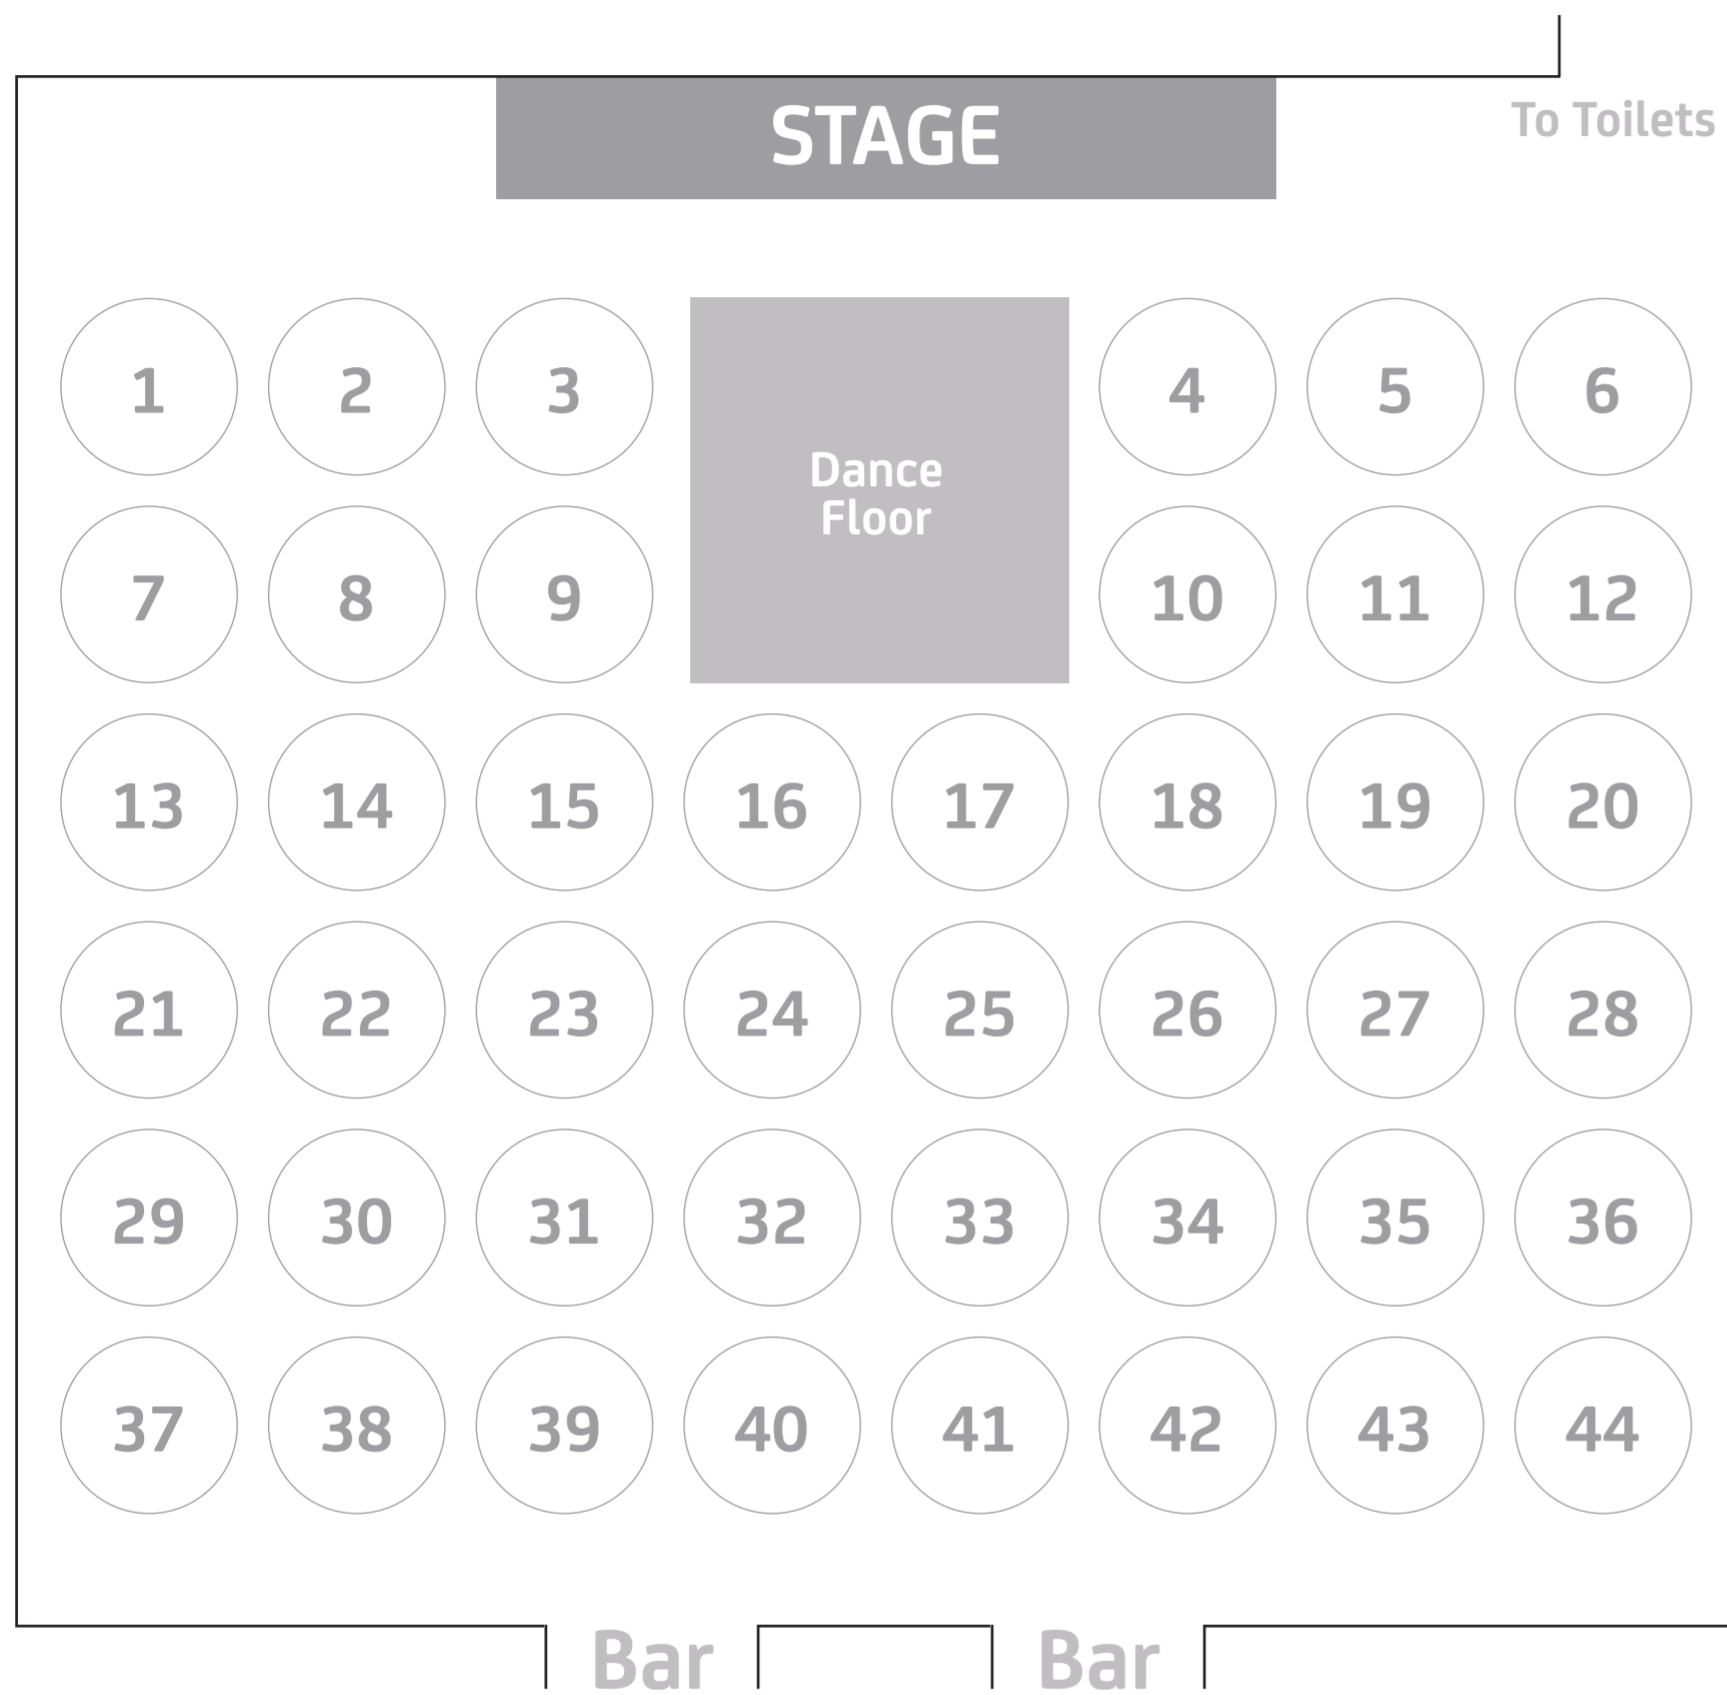 STAGE
To Toilets
1 2 3 4 5 6
Dance
Floor
7 8 9 10 11 12
13 14 15 16 17 18 19 20
21 22 23 24 25 26 27 28
29 30 31 32 33 34 35 36
37 38 39 40 41 42 43 44
Bar Bar